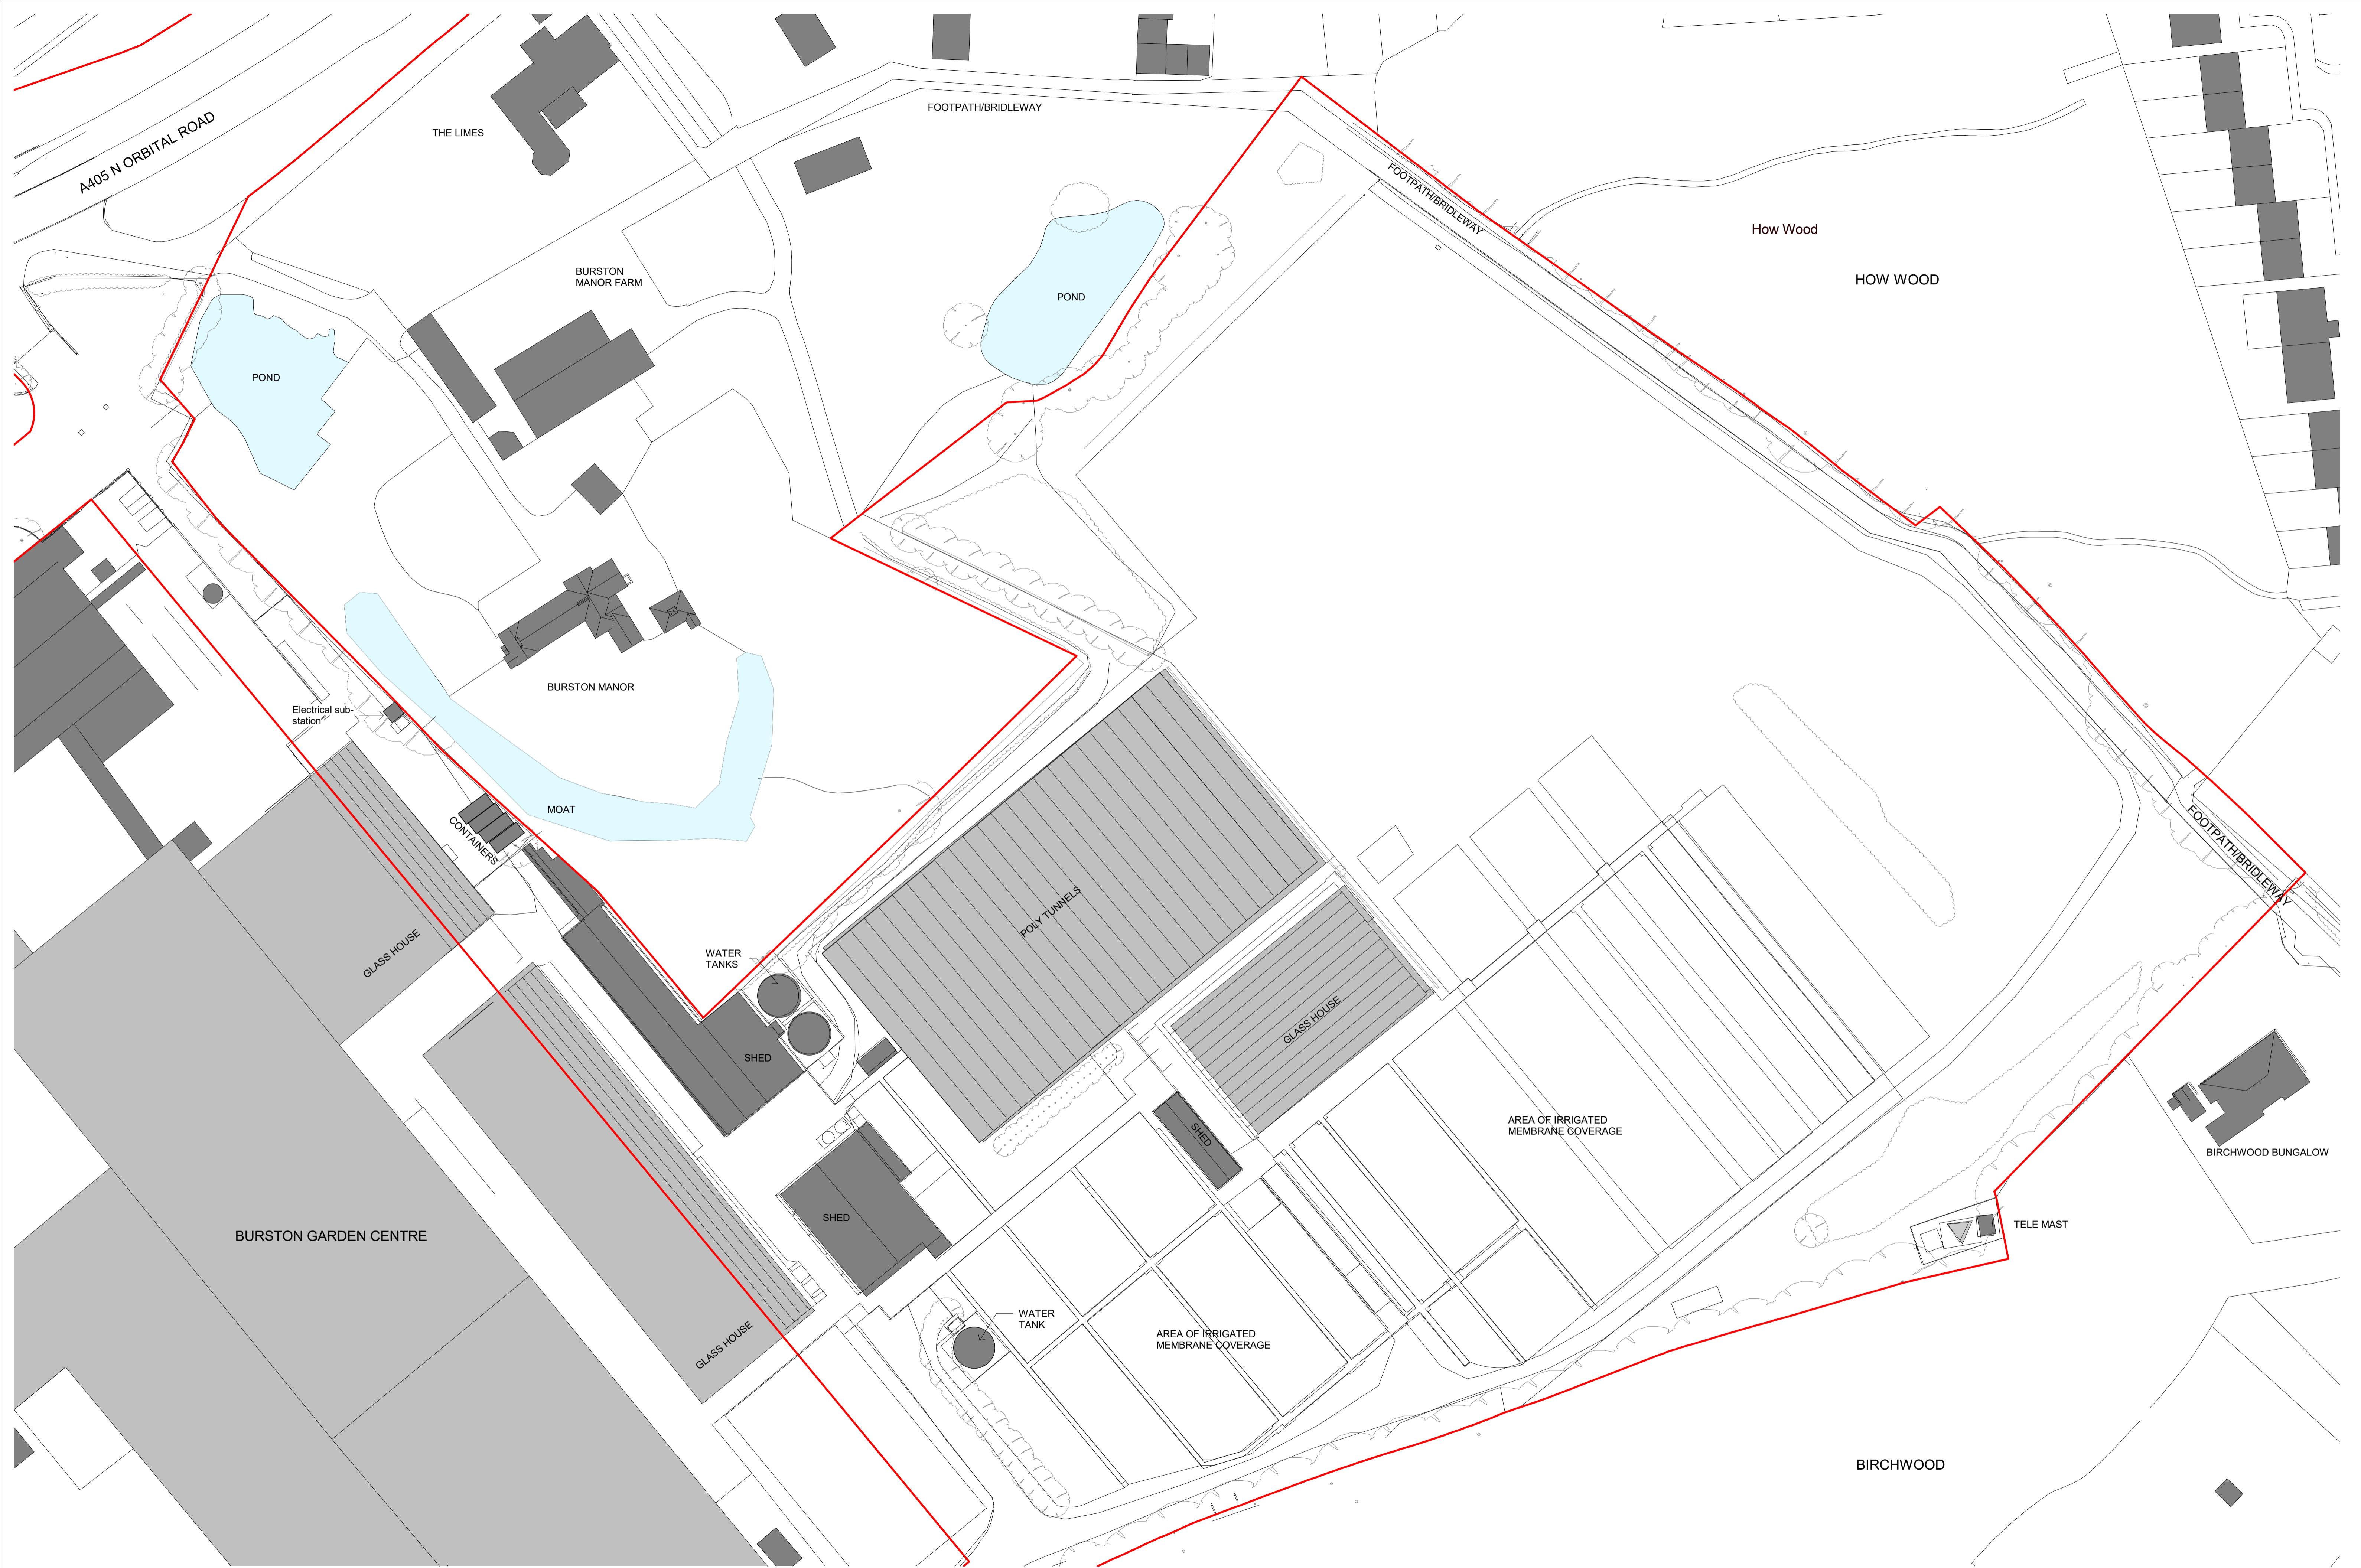 FOOTPATH/BRIDLEWAY
A405 N ORBITAL ROAD
THE LIMES
FOOTPATH/BRIDLEWAY
How Wood
HOW WOOD
BURSTON
MANOR FARM
POND
POND
BURSTON MANOR
Electrical sub-
station
MOAT
CONTAINERS
FOOTPATH/BRIDLEWAY
POLY TUNNELS
GLASS HOUSE
WATER
TANKS
GLASS HOUSE
SHED
SHED
AREA OF IRRIGATED
MEMBRANE COVERAGE
BIRCHWOOD BUNGALOW
SHED
TELE MAST
BURSTON GARDEN CENTRE
WATER
TANK
AREA OF IRRIGATED
MEMBRANE COVERAGE
GLASS HOUSE
BIRCHWOOD